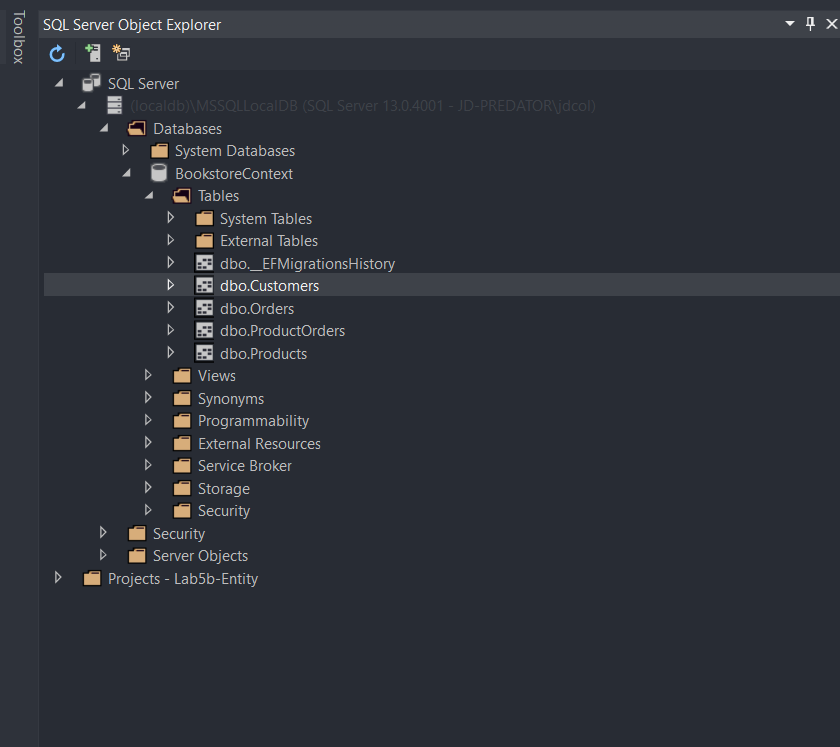 Toolbox
SQL Server Object Explorer
SQL Server
(localdb)\MSSQLLocalDB (SQL Server 13.0.4001 - JD-PREDATOR\jdcol)
Databases
System Databases
BookstoreContext
Tables
System Tables
External Tables
dbo.__EFMigrationsHistory
dbo.Customers
dbo.Orders
dbo.ProductOrders
dbo.Products
Views
Synonyms
Programmability
External Resources
Service Broker
Storage
Security
Security
Server Objects
Projects - Lab5b-Entity